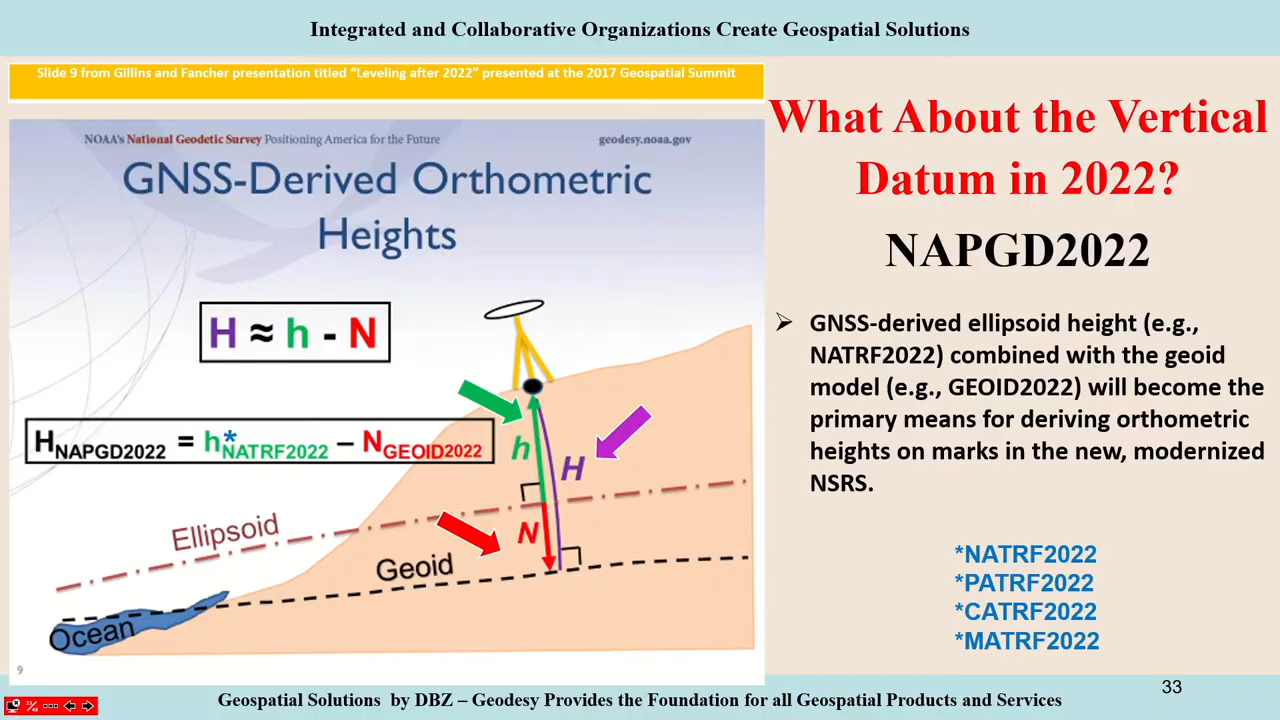 Integrated and Collaborative Organizations Create Geospatial Solutions
Slide 9 from Gillins and Fancher presentation titled “Leveling after 2022” presented at the 2017 Geospatial Summit
NOAA's National Geodetic Survey Positioning America for the Future
geodesy.noaa.gov
GNSS-Derived Orthometric
Heights
H ≈ h - N
HNAPGD2022 = h*NATRF2022 – NGEOID2022
h
H
N
Ellipsoid
Geoid
Ocean
9
What About the Vertical
Datum in 2022?
NAPGD2022
➢ GNSS-derived ellipsoid height (e.g.,
NATRF2022) combined with the geoid
model (e.g., GEOID2022) will become the
primary means for deriving orthometric
heights on marks in the new, modernized
NSRS.
*NATRF2022
*PATRF2022
*CATRF2022
*MATRF2022
33
Geospatial Solutions by DBZ – Geodesy Provides the Foundation for all Geospatial Products and Services